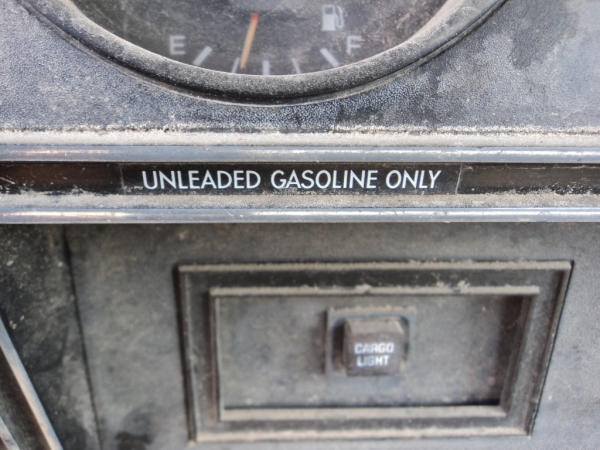 E F
UNLEADED GASOLINE ONLY
CARGO
LIGHT